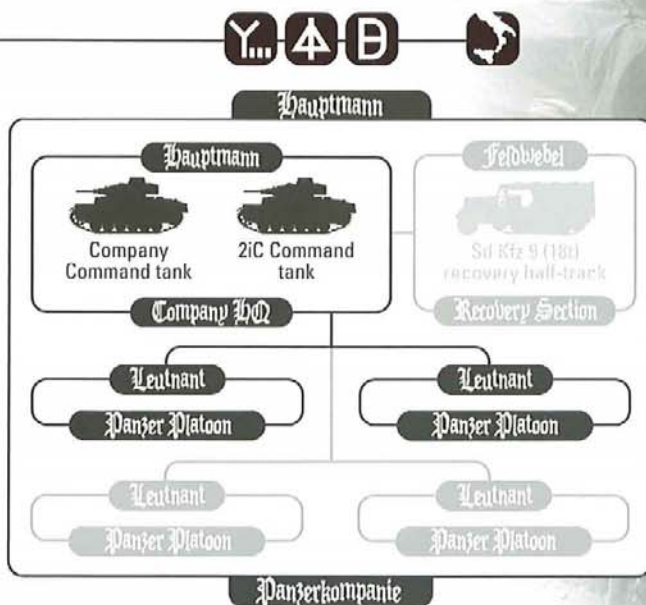 Hauptmann
Hauptmann
Company
Command tank
2iC Command
tank
Company HQ
Feldwebel
Sd Kfz 9 (18t)
recovery half-track
Recovery Section
Leutnant
Panzer Platoon
Leutnant
Panzer Platoon
Leutnant
Panzer Platoon
Leutnant
Panzer Platoon
Panzerkompanie